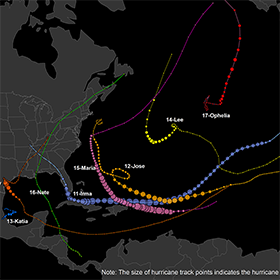 17-Ophelia
14-Lee
15-Maria
12-Jose
16-Nate
11-Irma
13-Katia
Note: The size of hurricane track points indicates the hurricane